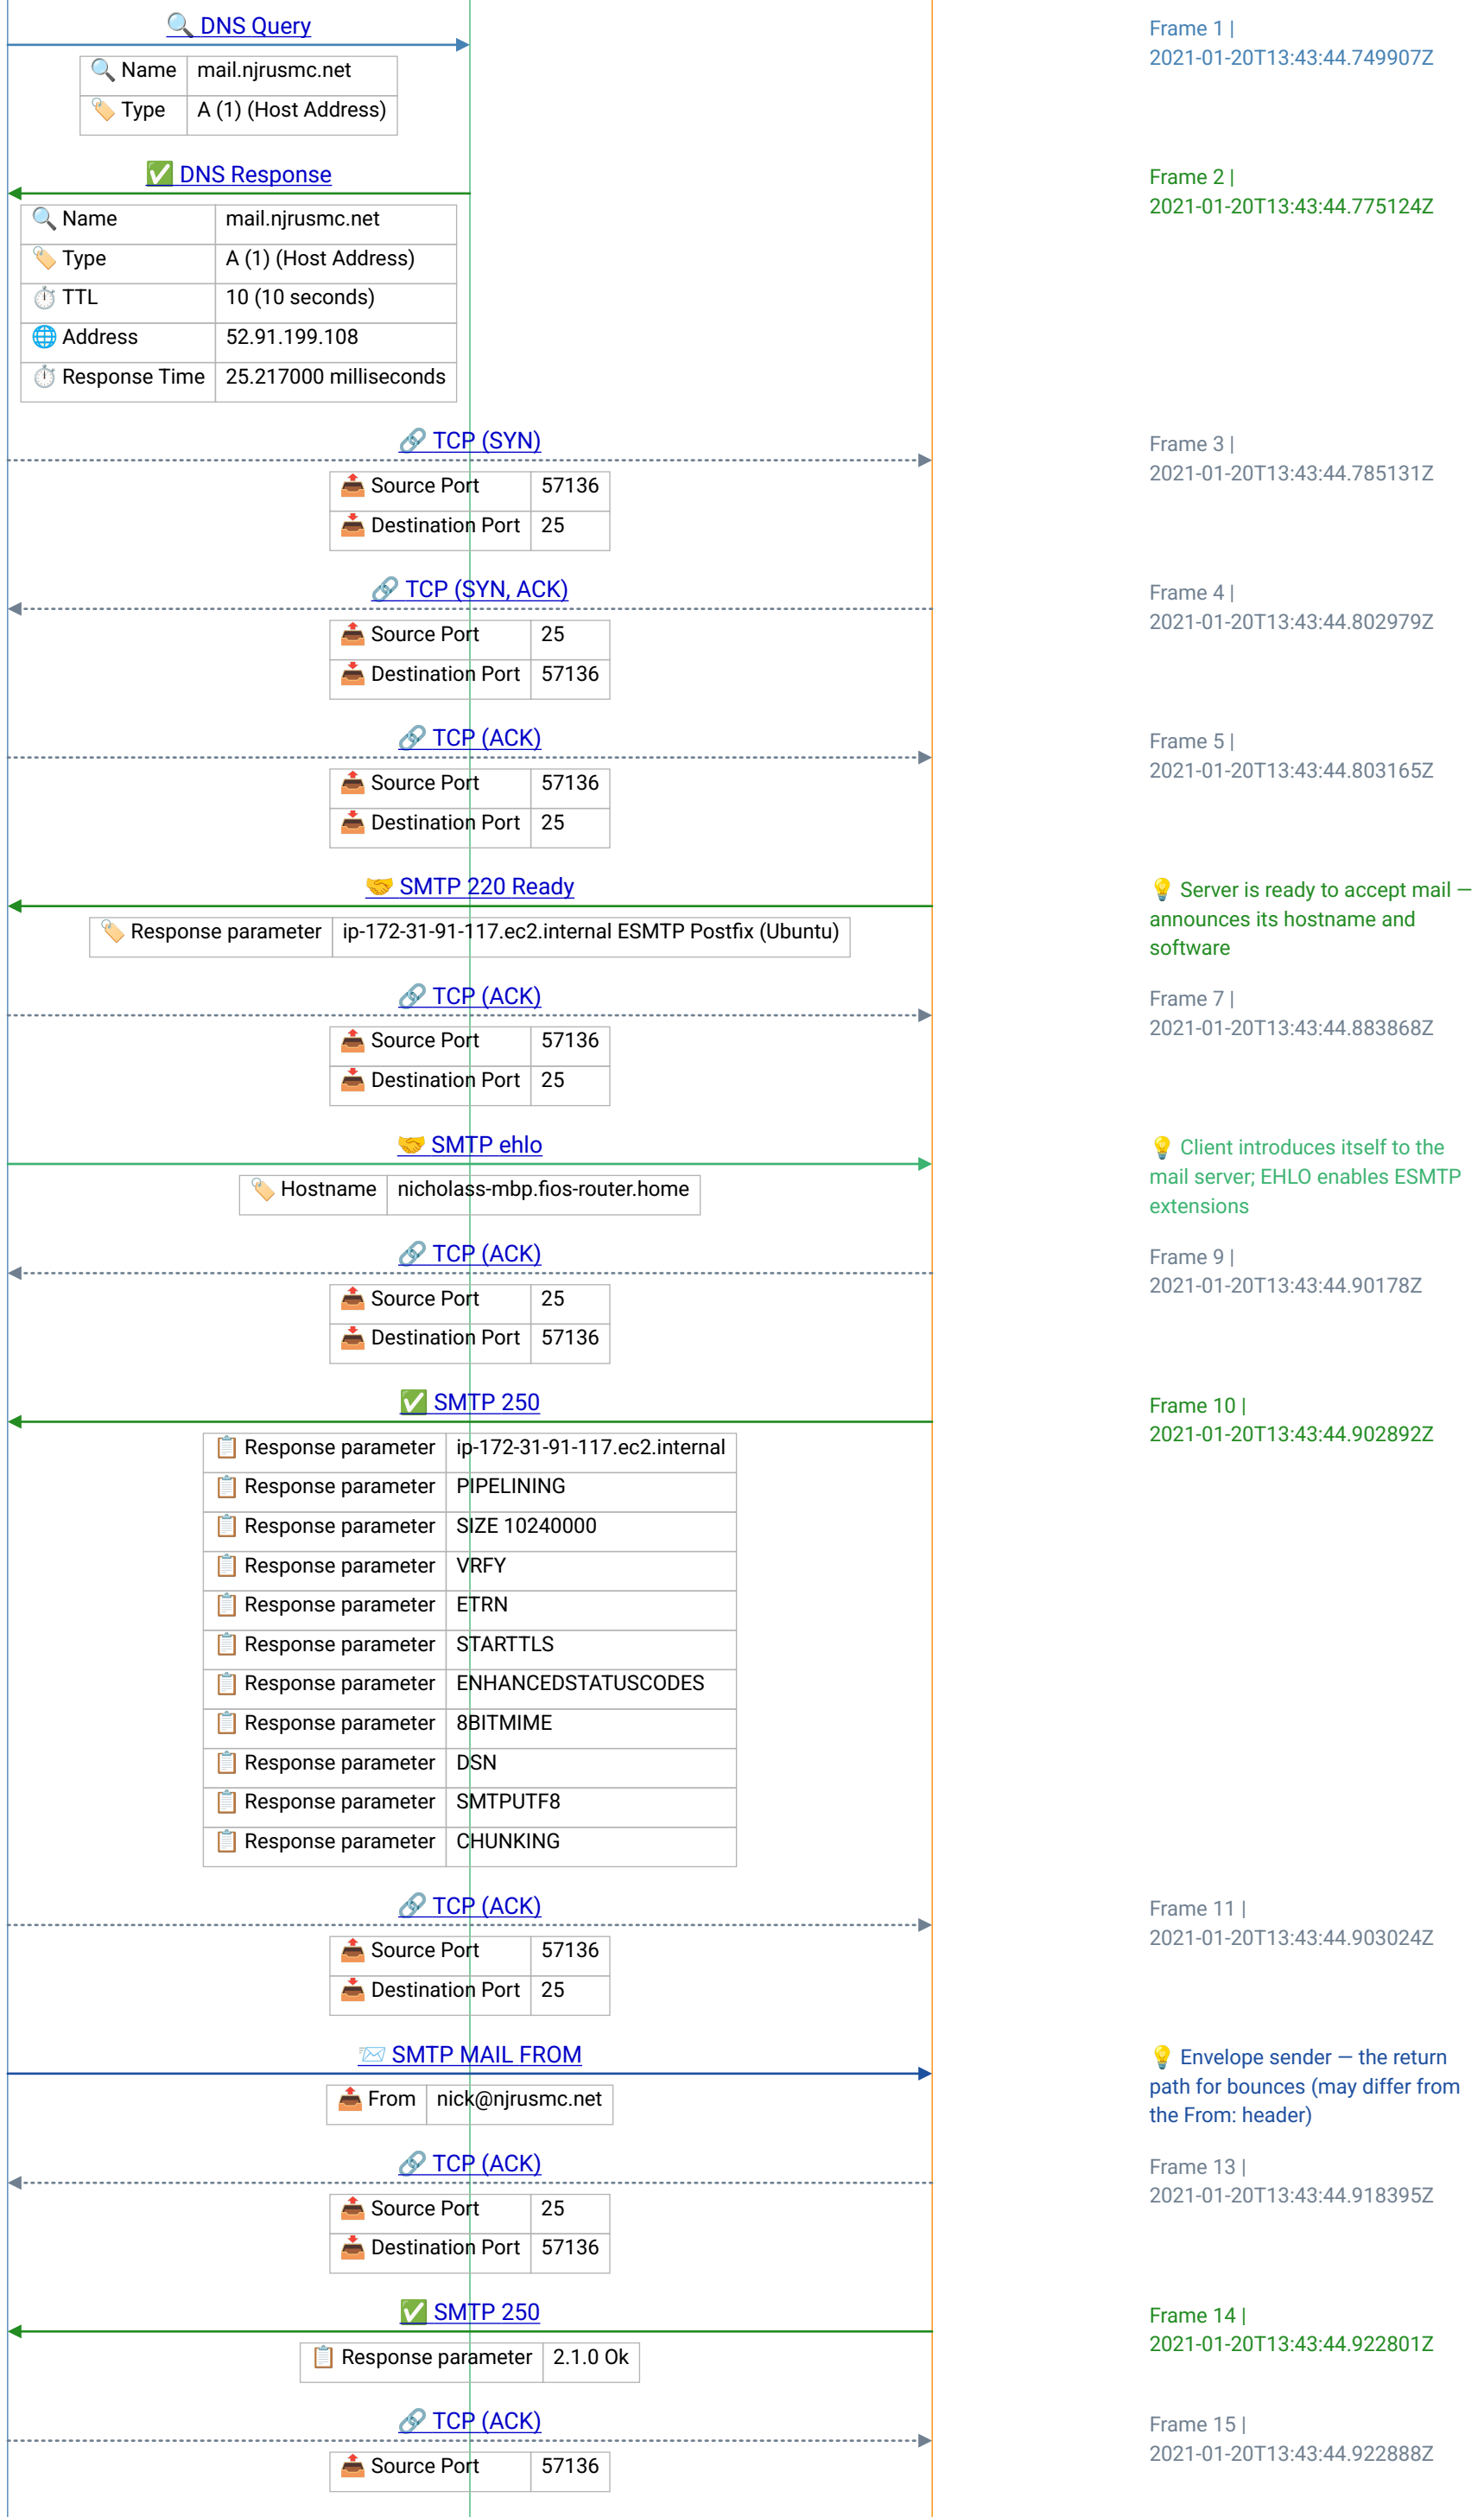 🔍 DNS Query
Frame 1 |
2021-01-20T13:43:44.749907Z
🔍 Name mail.njrusmc.net
🏷️ Type A (1) (Host Address)
✅ DNS Response
Frame 2 |
2021-01-20T13:43:44.775124Z
🔍 Name mail.njrusmc.net
🏷️ Type A (1) (Host Address)
⏱️ TTL 10 (10 seconds)
🌐 Address 52.91.199.108
⏱️ Response Time 25.217000 milliseconds
🔗 TCP (SYN)
Frame 3 |
2021-01-20T13:43:44.785131Z
📤 Source Port 57136
📥 Destination Port 25
🔗 TCP (SYN, ACK)
Frame 4 |
2021-01-20T13:43:44.802979Z
📤 Source Port 25
📥 Destination Port 57136
🔗 TCP (ACK)
Frame 5 |
2021-01-20T13:43:44.803165Z
📤 Source Port 57136
📥 Destination Port 25
🤝 SMTP 220 Ready
💡 Server is ready to accept mail —
announces its hostname and
software
🏷️ Response parameter ip-172-31-91-117.ec2.internal ESMTP Postfix (Ubuntu)
🔗 TCP (ACK)
Frame 7 |
2021-01-20T13:43:44.883868Z
📤 Source Port 57136
📥 Destination Port 25
🤝 SMTP ehlo
💡 Client introduces itself to the
mail server; EHLO enables ESMTP
extensions
🏷️ Hostname nicholass-mbp.fios-router.home
🔗 TCP (ACK)
Frame 9 |
2021-01-20T13:43:44.90178Z
📤 Source Port 25
📥 Destination Port 57136
✅ SMTP 250
Frame 10 |
2021-01-20T13:43:44.902892Z
📋 Response parameter ip-172-31-91-117.ec2.internal
📋 Response parameter PIPELINING
📋 Response parameter SIZE 10240000
📋 Response parameter VRFY
📋 Response parameter ETRN
📋 Response parameter STARTTLS
📋 Response parameter ENHANCEDSTATUSCODES
📋 Response parameter 8BITMIME
📋 Response parameter DSN
📋 Response parameter SMTPUTF8
📋 Response parameter CHUNKING
🔗 TCP (ACK)
Frame 11 |
2021-01-20T13:43:44.903024Z
📤 Source Port 57136
📥 Destination Port 25
📨 SMTP MAIL FROM
💡 Envelope sender — the return
path for bounces (may differ from
the From: header)
📤 From nick@njrusmc.net
🔗 TCP (ACK)
Frame 13 |
2021-01-20T13:43:44.918395Z
📤 Source Port 25
📥 Destination Port 57136
✅ SMTP 250
Frame 14 |
2021-01-20T13:43:44.922801Z
📋 Response parameter 2.1.0 Ok
🔗 TCP (ACK)
Frame 15 |
2021-01-20T13:43:44.922888Z
📤 Source Port 57136